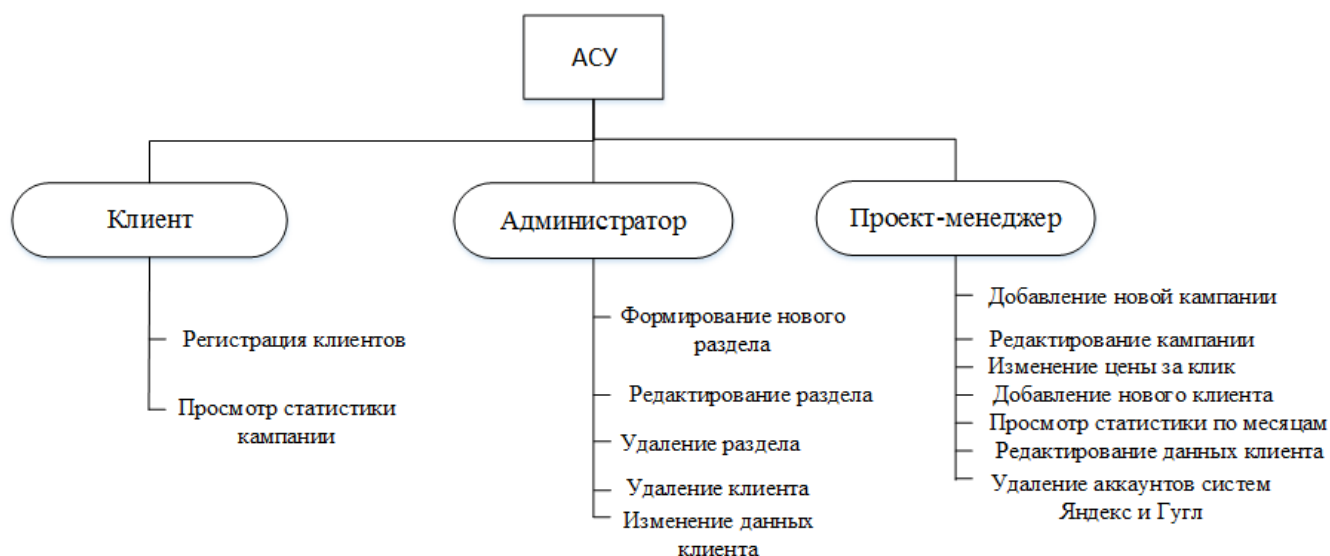 АСУ
Клиент
Регистрация клиентов
Просмотр статистики
кампании
Администратор
Формирование нового
раздела
Редактирование раздела
Удаление раздела
Удаление клиента
Изменение данных
клиента
Проект-менеджер
Добавление новой кампании
Редактирование кампании
Изменение цены за клик
Добавление нового клиента
Просмотр статистики по месяцам
Редактирование данных клиента
Удаление аккаунтов систем
Яндекс и Гугл